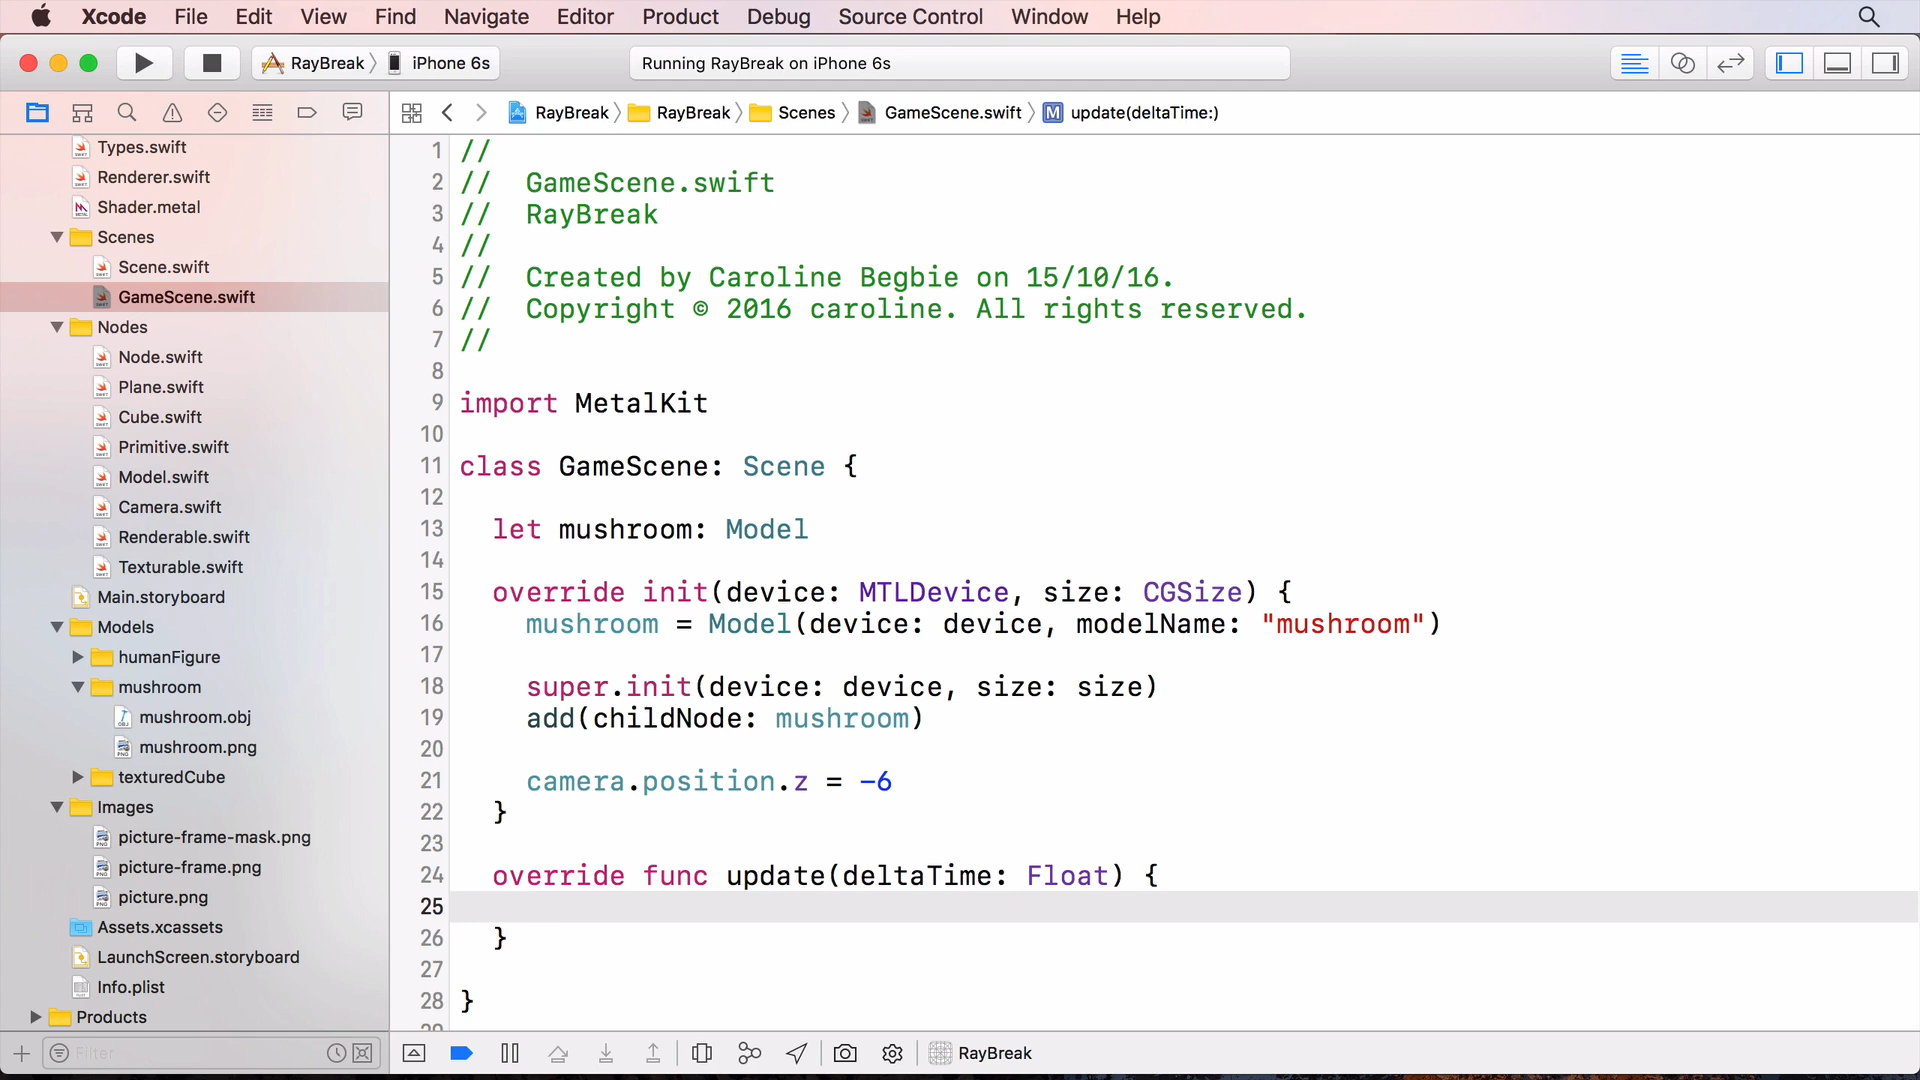 Xcode File Edit View Find Navigate Editor Product Debug Source Control Window Help
RayBreak iPhone 6s
Running RayBreak on iPhone 6s
RayBreak RayBreak Scenes GameScene.swift M update(deltaTime:)
Types.swift
Renderer.swift
Shader.metal
Scenes
Scene.swift
GameScene.swift
Nodes
Node.swift
Plane.swift
Cube.swift
Primitive.swift
Model.swift
Camera.swift
Renderable.swift
Texturable.swift
Main.storyboard
Models
humanFigure
mushroom
mushroom.obj
mushroom.png
texturedCube
Images
picture-frame-mask.png
picture-frame.png
picture.png
Assets.xcassets
LaunchScreen.storyboard
Info.plist
Products
Filter
1 //
2 //  GameScene.swift
3 //  RayBreak
4 //
5 //  Created by Caroline Begbie on 15/10/16.
6 //  Copyright © 2016 caroline. All rights reserved.
7 //
8
9 import MetalKit
10
11 class GameScene: Scene {
12
13   let mushroom: Model
14
15   override init(device: MTLDevice, size: CGSize) {
16     mushroom = Model(device: device, modelName: "mushroom")
17
18     super.init(device: device, size: size)
19     add(childNode: mushroom)
20
21     camera.position.z = -6
22   }
23
24   override func update(deltaTime: Float) {
25
26   }
27
28 }
RayBreak